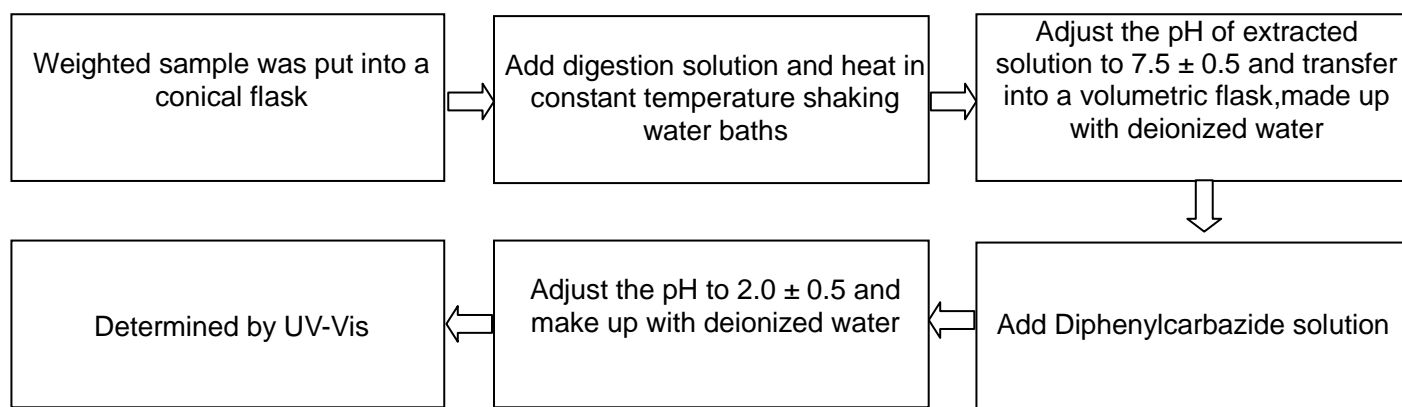 Weighted sample was put into a
conical flask
Add digestion solution and heat in
constant temperature shaking
water baths
Adjust the pH of extracted
solution to 7.5 ± 0.5 and transfer
into a volumetric flask,made up
with deionized water
Add Diphenylcarbazide solution
Adjust the pH to 2.0 ± 0.5 and
make up with deionized water
Determined by UV-Vis